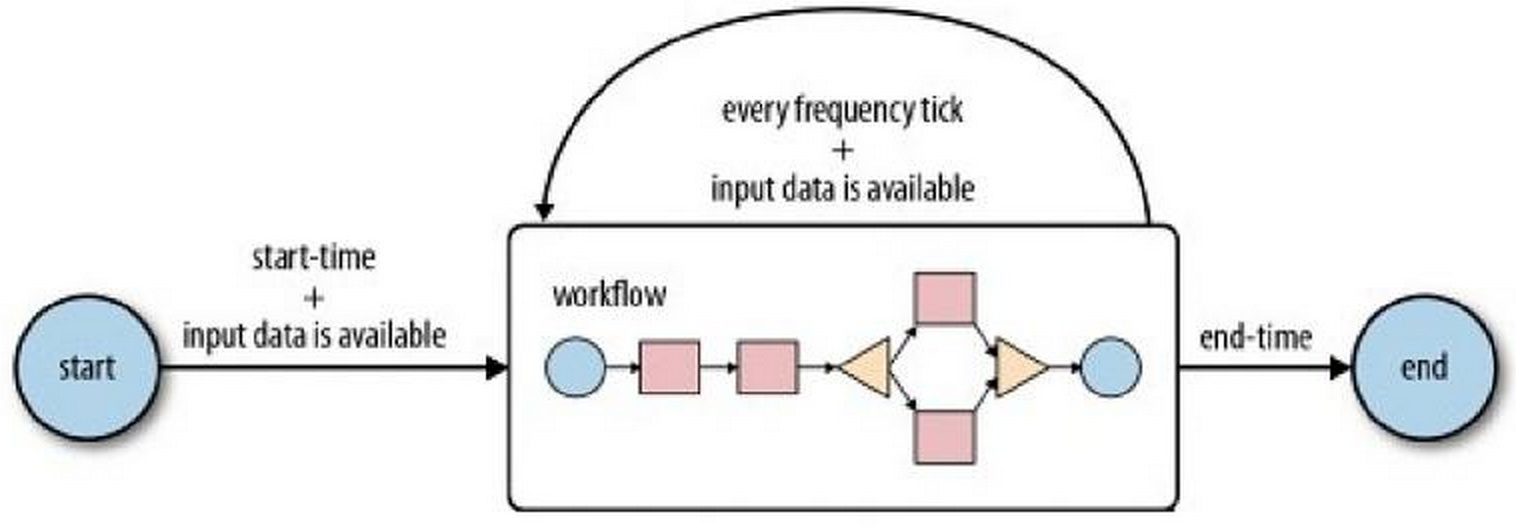 every frequency tick
+
input data is available
start-time
+
input data is available
workflow
start
end-time
end